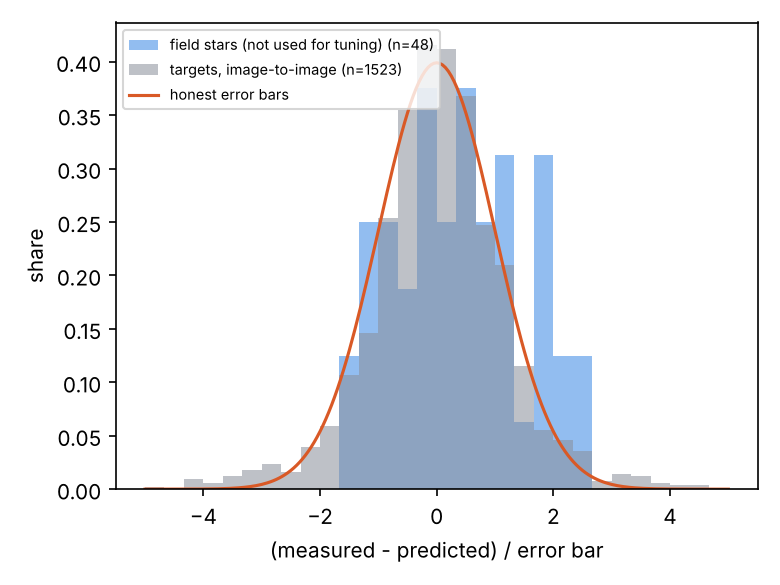 field stars (not used for tuning) (n=48)
targets, image-to-image (n=1523)
honest error bars
share
0.40
0.35
0.30
0.25
0.20
0.15
0.10
0.05
0.00
−4 −2 0 2 4
(measured - predicted) / error bar